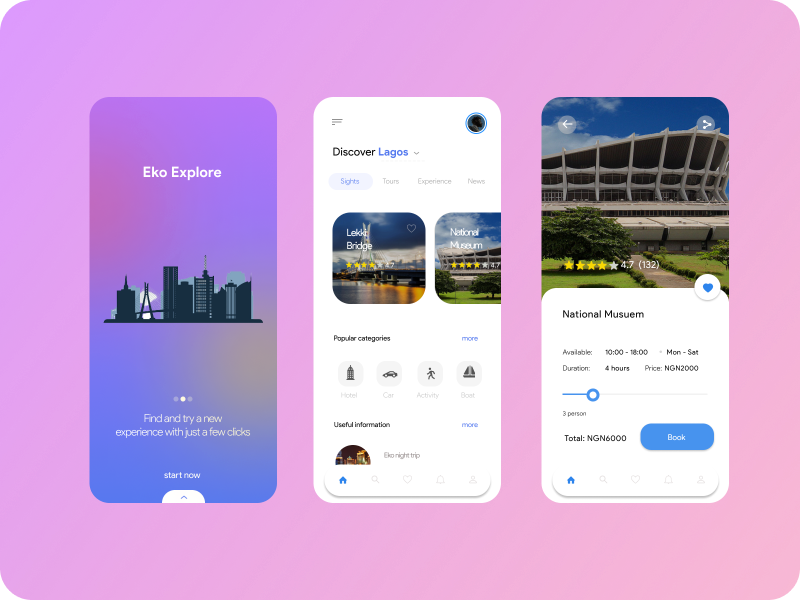 Eko Explore
Find and try a new
experience with just a few clicks
start now
Discover Lagos
Sights Tours Experience News
Lekki
Bridge
4.7
National
Museum
4.7
Popular categories more
Hotel Car Activity Boat
Useful information more
Eko night trip
4.7 (132)
National Musuem
Available: 10:00 - 18:00 Mon - Sat
Duration: 4 hours Price: NGN2000
3 person
Total: NGN6000 Book